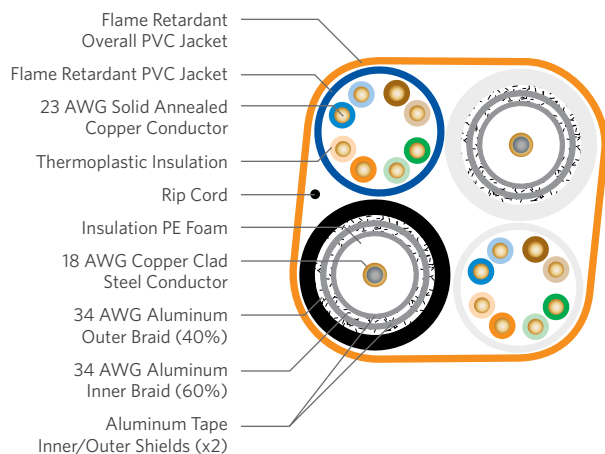 Flame Retardant
Overall PVC Jacket
Flame Retardant PVC Jacket
23 AWG Solid Annealed
Copper Conductor
Thermoplastic Insulation
Rip Cord
Insulation PE Foam
18 AWG Copper Clad
Steel Conductor
34 AWG Aluminum
Outer Braid (40%)
34 AWG Aluminum
Inner Braid (60%)
Aluminum Tape
Inner/Outer Shields (x2)